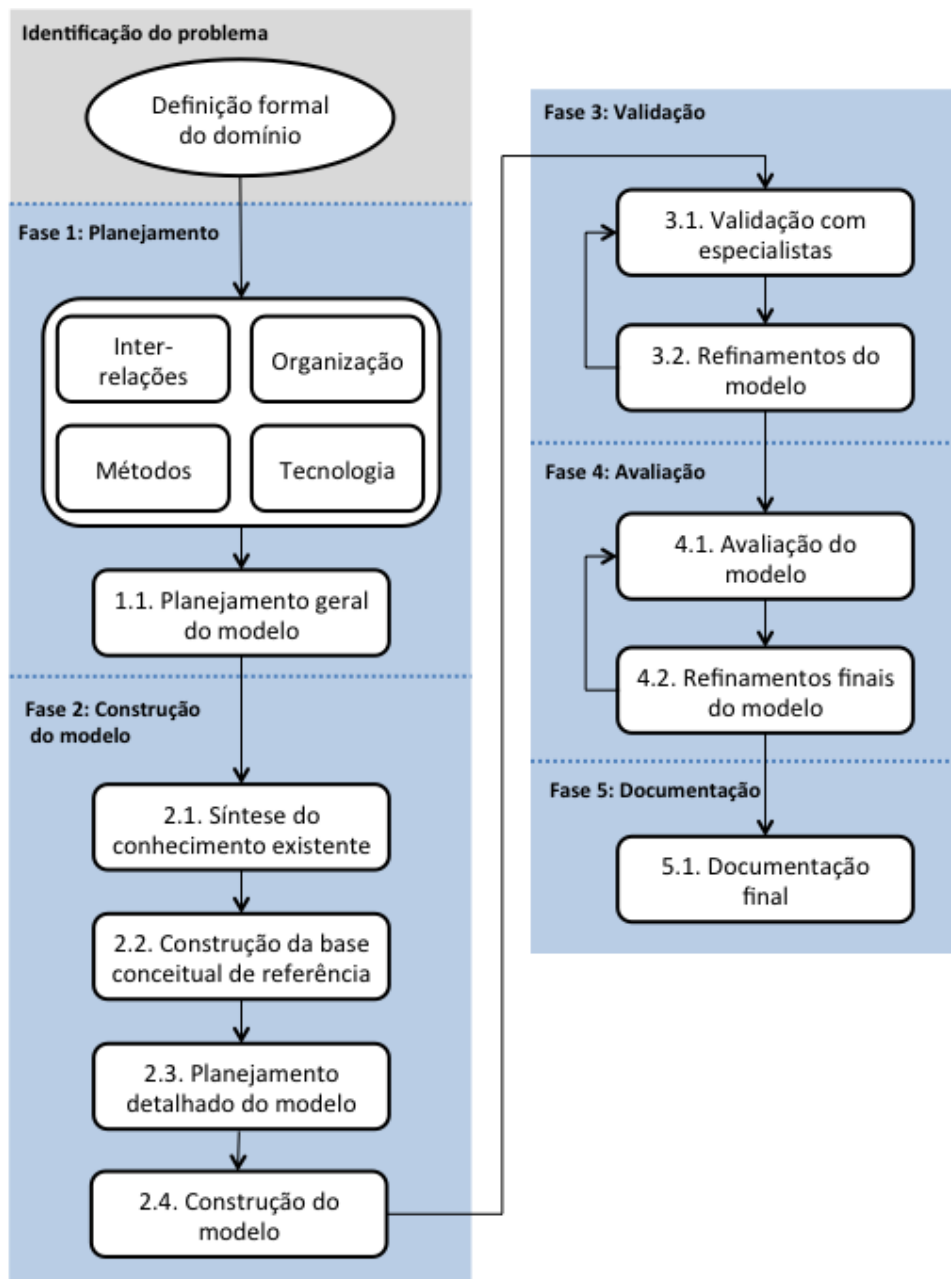 Identificação do problema
Definição formal
do domínio
Fase 1: Planejamento
Inter-
relações
Organização
Métodos
Tecnologia
1.1. Planejamento geral
do modelo
Fase 2: Construção
do modelo
2.1. Síntese do
conhecimento existente
2.2. Construção da base
conceitual de referência
2.3. Planejamento
detalhado do modelo
2.4. Construção do
modelo
Fase 3: Validação
3.1. Validação com
especialistas
3.2. Refinamentos do
modelo
Fase 4: Avaliação
4.1. Avaliação do
modelo
4.2. Refinamentos finais
do modelo
Fase 5: Documentação
5.1. Documentação
final